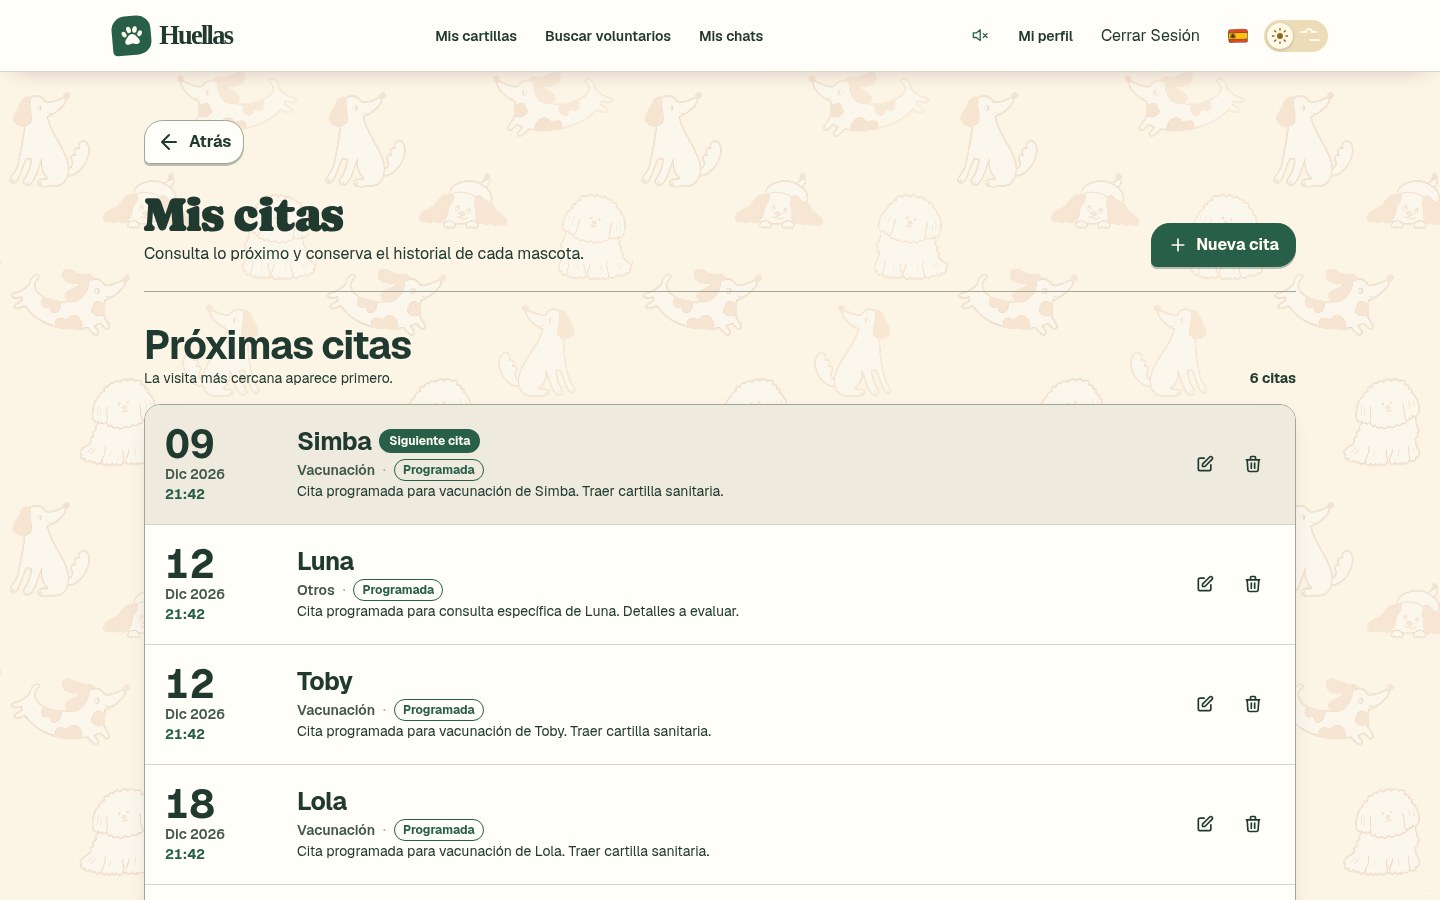 Huellas
Mis cartillas
Buscar voluntarios
Mis chats
Mi perfil
Cerrar Sesión
Atrás
Mis citas
Consulta lo próximo y conserva el historial de cada mascota.
Nueva cita
Próximas citas
La visita más cercana aparece primero.
6 citas
09
Dic 2026
21:42
Simba
Siguiente cita
Vacunación · Programada
Cita programada para vacunación de Simba. Traer cartilla sanitaria.
12
Dic 2026
21:42
Luna
Otros · Programada
Cita programada para consulta específica de Luna. Detalles a evaluar.
12
Dic 2026
21:42
Toby
Vacunación · Programada
Cita programada para vacunación de Toby. Traer cartilla sanitaria.
18
Dic 2026
21:42
Lola
Vacunación · Programada
Cita programada para vacunación de Lola. Traer cartilla sanitaria.